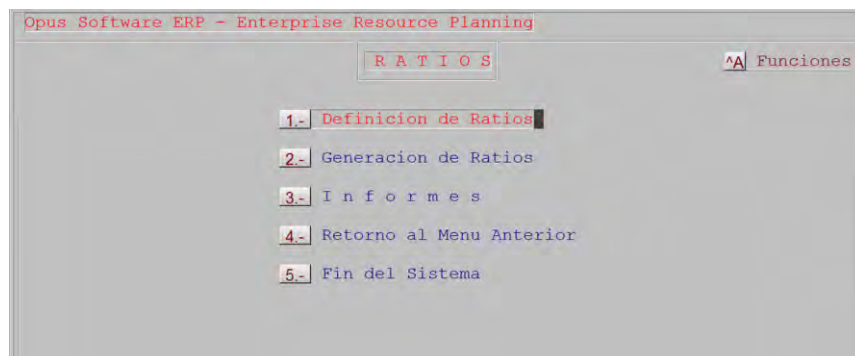 Opus Software ERP - Enterprise Resource Planning
R A T I O S
^A Funciones
1.- Definicion de Ratios
2.- Generacion de Ratios
3.- I n f o r m e s
4.- Retorno al Menu Anterior
5.- Fin del Sistema